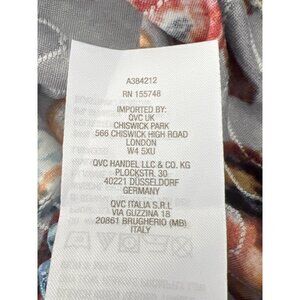 A384212
RN 155748
IMPORTED BY:
QVC UK
CHISWICK PARK
566 CHISWICK HIGH ROAD
LONDON
W4 5XU
QVC HANDEL LLC & CO. KG
PLOCKSTR. 30
40221 DÜSSELDORF
GERMANY
QVC ITALIA S.R.L
VIA GUZZINA 18
20861 BRUGHERIO (MB)
ITALY